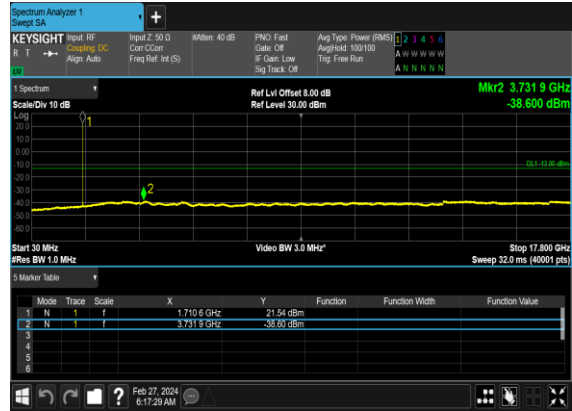 Spectrum Analyzer 1
Swept SA
+
KEYSIGHT Input: RF Input Z: 50 Ω #Atten: 40 dB PNO: Fast Avg Type: Power (RMS) 1 2 3 4 5 6
R T Coupling: DC Corr CCorr Gate: Off Avg|Hold: 100/100 A W W W W W
Align: Auto Freq Ref: Int (S) IF Gain: Low Trig: Free Run
Sig Track: Off A N N N N N
1 Spectrum Ref Lvl Offset 8.00 dB Mkr2 3.731 9 GHz
Scale/Div 10 dB Ref Level 30.00 dBm -38.600 dBm
Log
20.0
10.0
0.00
-10.0
-20.0
-30.0
-40.0
-50.0
-60.0
1
DL1 -13.00 dBm
2
Start 30 MHz Video BW 3.0 MHz* Stop 17.800 GHz
#Res BW 1.0 MHz Sweep 32.0 ms (40001 pts)
5 Marker Table
Mode Trace Scale X Y Function Function Width Function Value
1 N 1 f 1.710 6 GHz 21.54 dBm
2 N 1 f 3.731 9 GHz -38.60 dBm
3
4
5
6
? Feb 27, 2024
6:17:29 AM